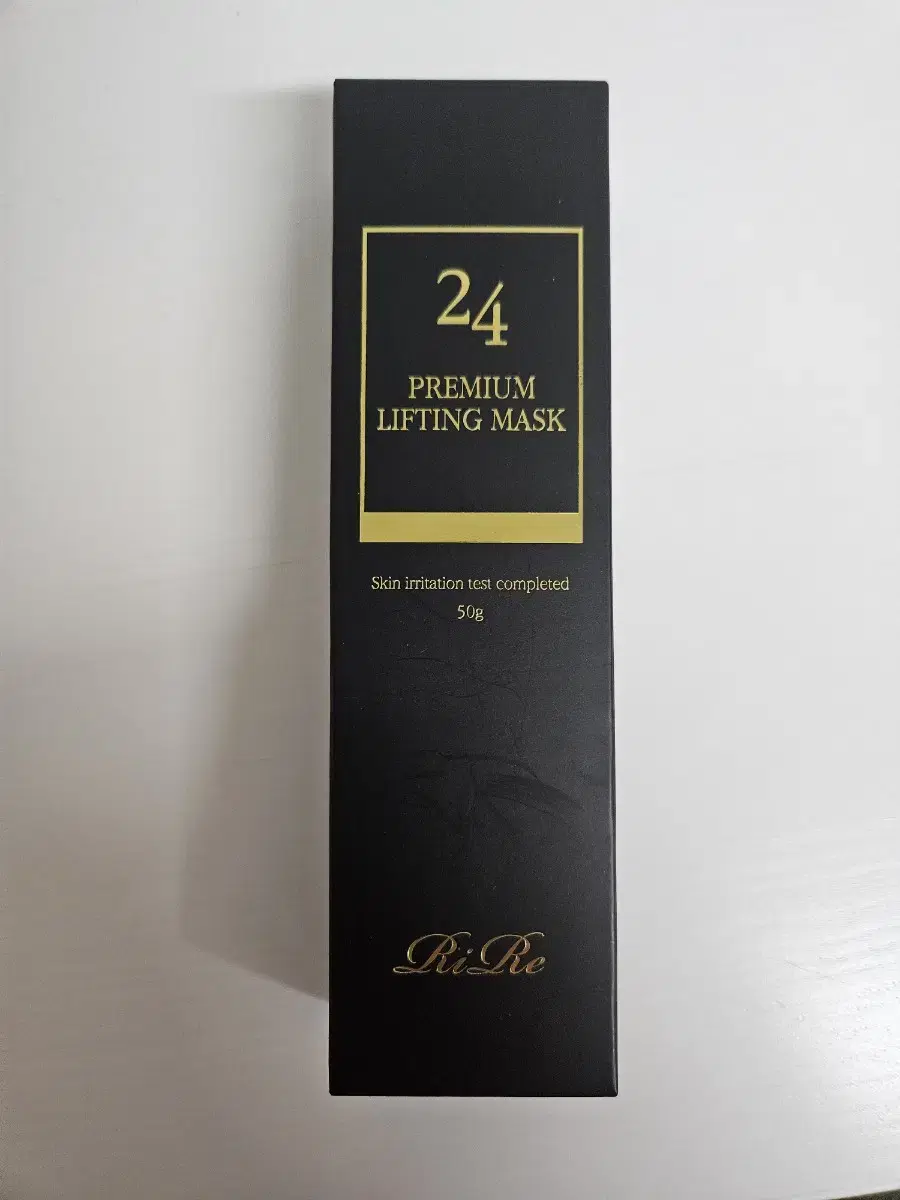 24
PREMIUM
LIFTING MASK
Skin irritation test completed
50g
RiRe